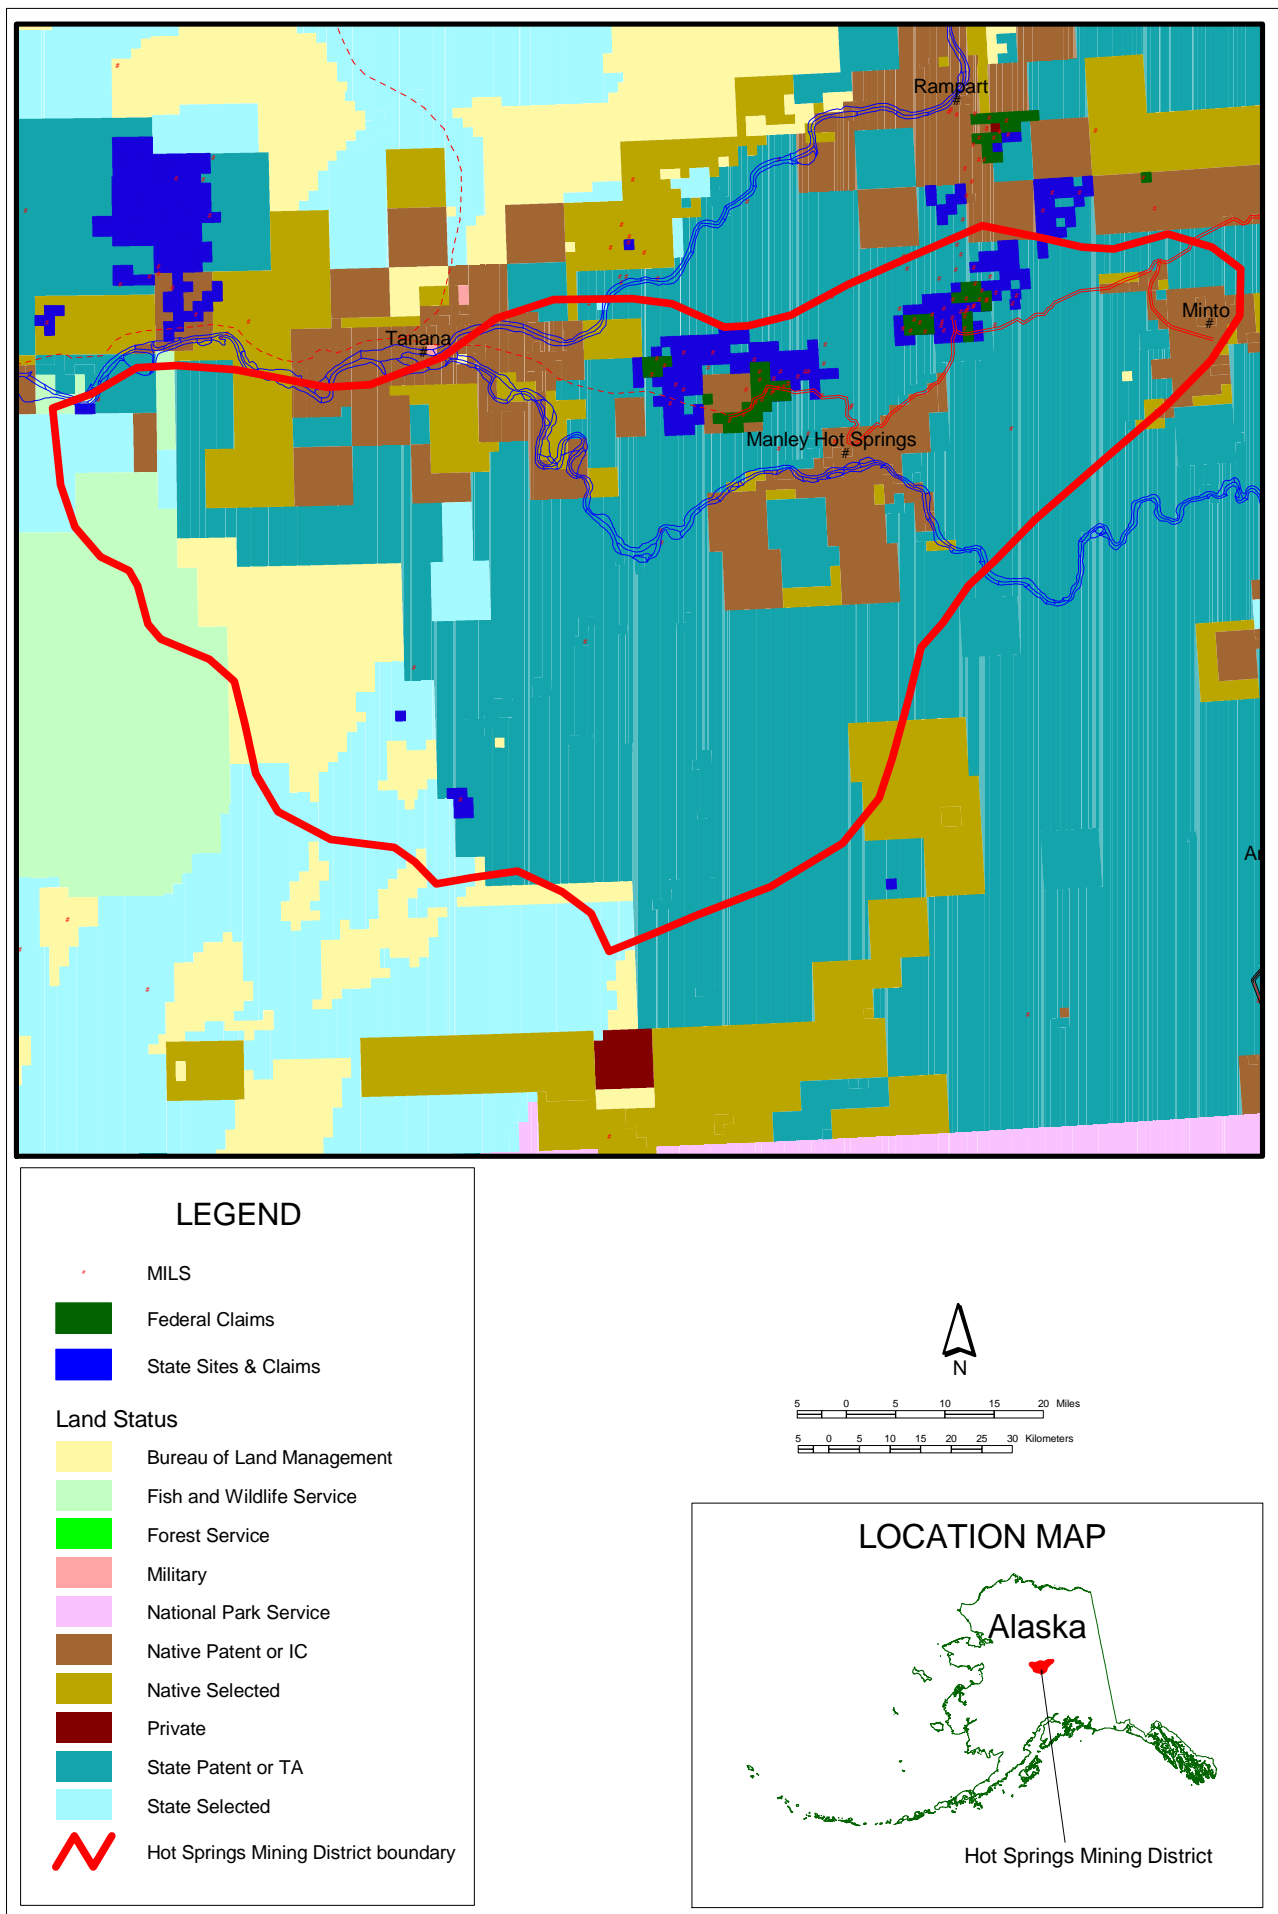 Rampart
Tanana
Minto
Manley Hot Springs
LEGEND
MILS
Federal Claims
State Sites & Claims
Land Status
Bureau of Land Management
Fish and Wildlife Service
Forest Service
Military
National Park Service
Native Patent or IC
Native Selected
Private
State Patent or TA
State Selected
Hot Springs Mining District boundary
N
5 0 5 10 15 20 Miles
5 0 5 10 15 20 25 30 Kilometers
LOCATION MAP
Alaska
Hot Springs Mining District